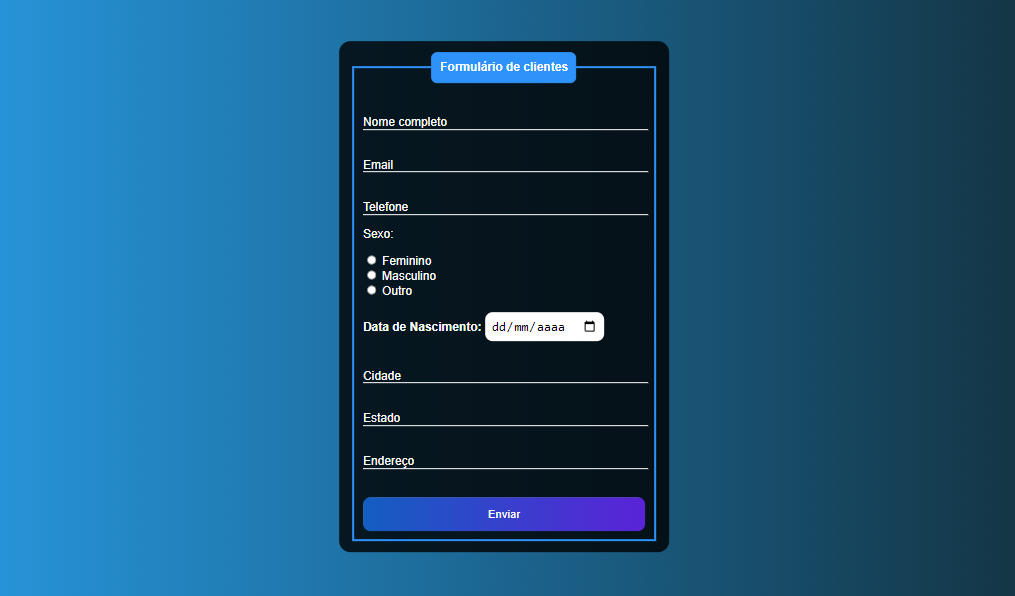 Formulário de clientes
Nome completo
Email
Telefone
Sexo:
Feminino
Masculino
Outro
Data de Nascimento: dd/mm/aaaa
Cidade
Estado
Endereço
Enviar